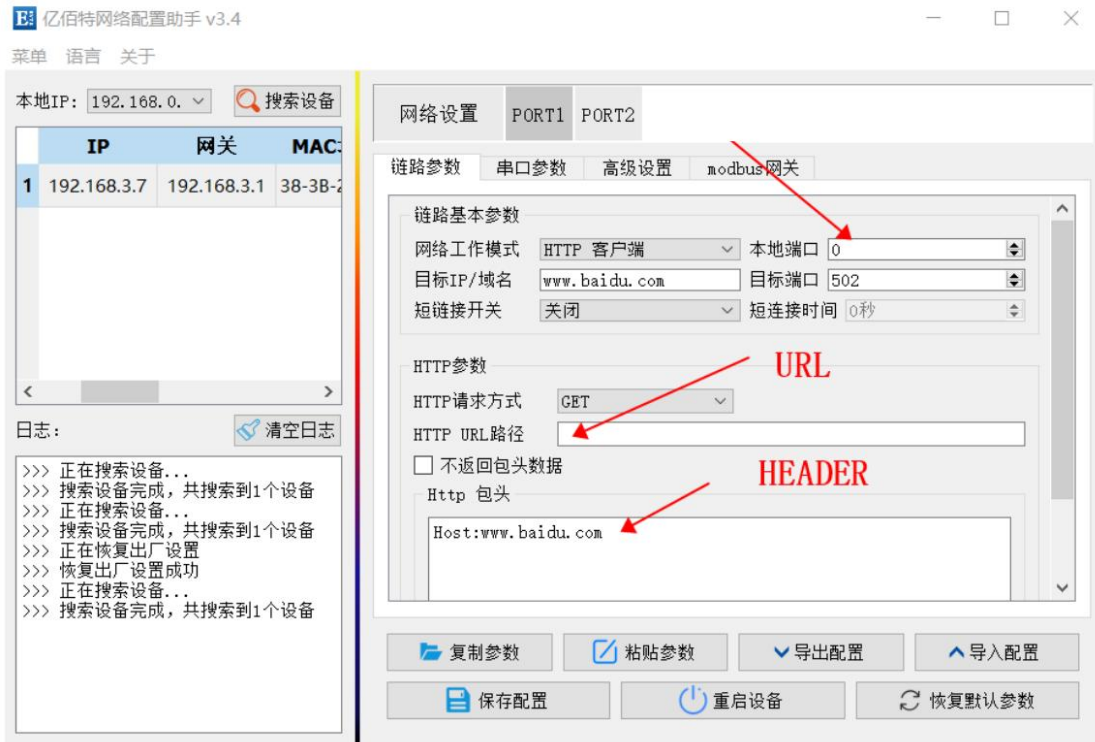 亿佰特网络配置助手 v3.4
菜单 语言 关于
本地IP: 192.168.0. 搜索设备
IP 网关 MAC
1 192.168.3.7 192.168.3.1 38-3B-2
日志: 清空日志
>>> 正在搜索设备...
>>> 搜索设备完成，共搜索到1个设备
>>> 正在搜索设备...
>>> 搜索设备完成，共搜索到1个设备
>>> 正在恢复出厂设置
>>> 恢复出厂设置成功
>>> 正在搜索设备...
>>> 搜索设备完成，共搜索到1个设备
网络设置 PORT1 PORT2
链路参数 串口参数 高级设置 modbus网关
链路基本参数
网络工作模式 HTTP 客户端 本地端口 0
目标IP/域名 www.baidu.com 目标端口 502
短链接开关 关闭 短连接时间 0秒
HTTP参数
URL
HTTP请求方式 GET
HTTP URL路径
不返回包头数据
HEADER
Http 包头
Host:www.baidu.com
复制参数 粘贴参数 导出配置 导入配置
保存配置 重启设备 恢复默认参数